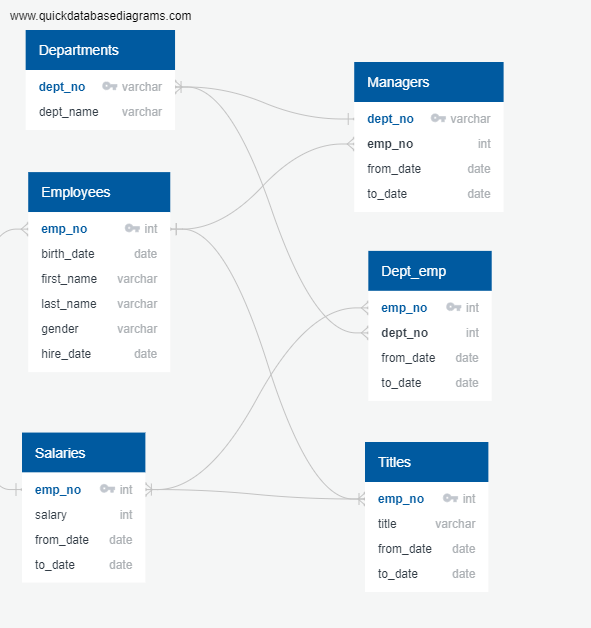 www.quickdatabasediagrams.com
Departments
dept_no varchar
dept_name varchar
Managers
dept_no varchar
emp_no int
from_date date
to_date date
Employees
emp_no int
birth_date date
first_name varchar
last_name varchar
gender varchar
hire_date date
Dept_emp
emp_no int
dept_no int
from_date date
to_date date
Salaries
emp_no int
salary int
from_date date
to_date date
Titles
emp_no int
title varchar
from_date date
to_date date